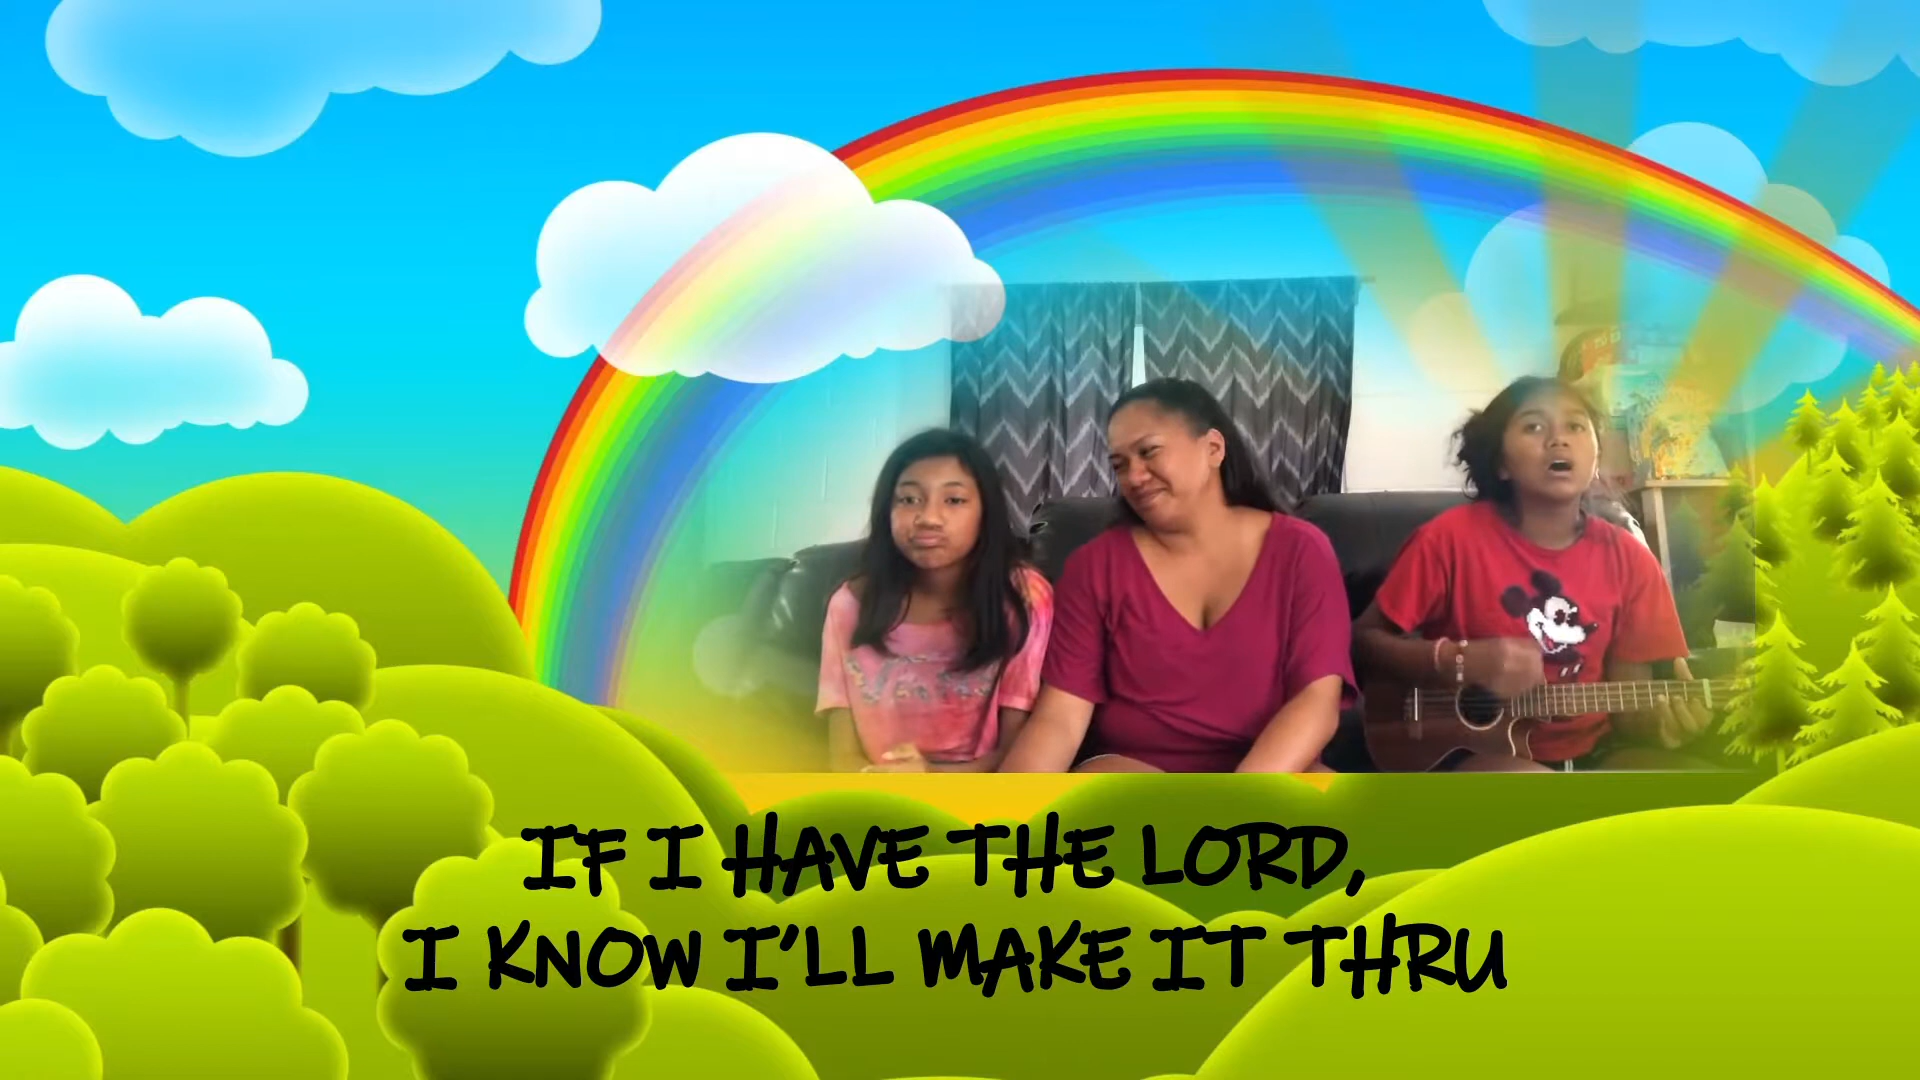 IF I HAVE THE LORD,
I KNOW I'LL MAKE IT THRU